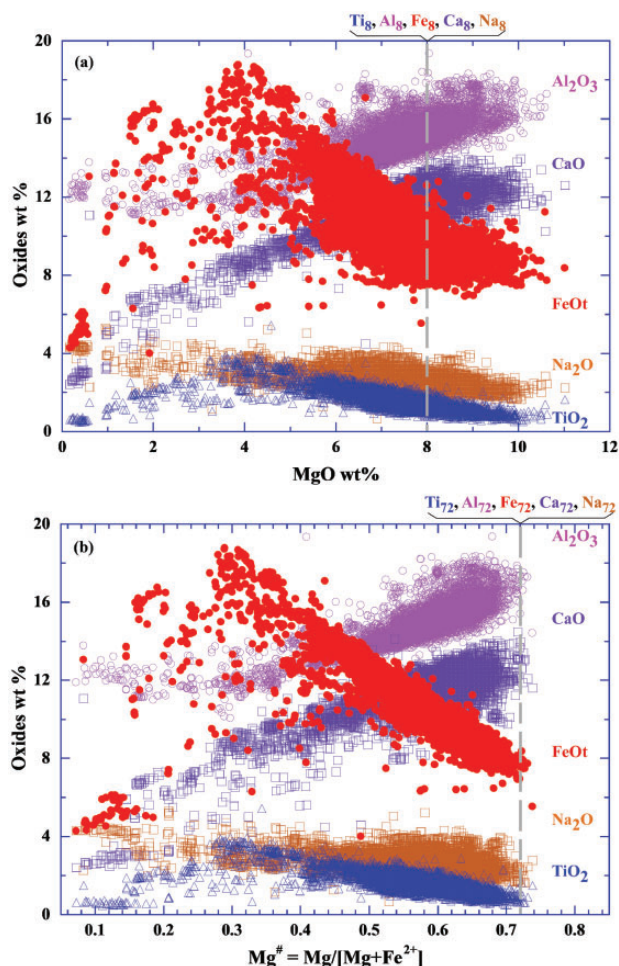 Ti8, Al8, Fe8, Ca8, Na8
20
(a)
Al2O3
16
CaO
12
Oxides wt %
8
FeOt
4
Na2O
TiO2
0
0 2 4 6 8 10 12
MgO wt%
Ti72, Al72, Fe72, Ca72, Na72
20
(b)
Al2O3
16
CaO
12
Oxides wt %
8
FeOt
Na2O
4
TiO2
0
0.1 0.2 0.3 0.4 0.5 0.6 0.7 0.8
Mg# = Mg/[Mg+Fe2+]